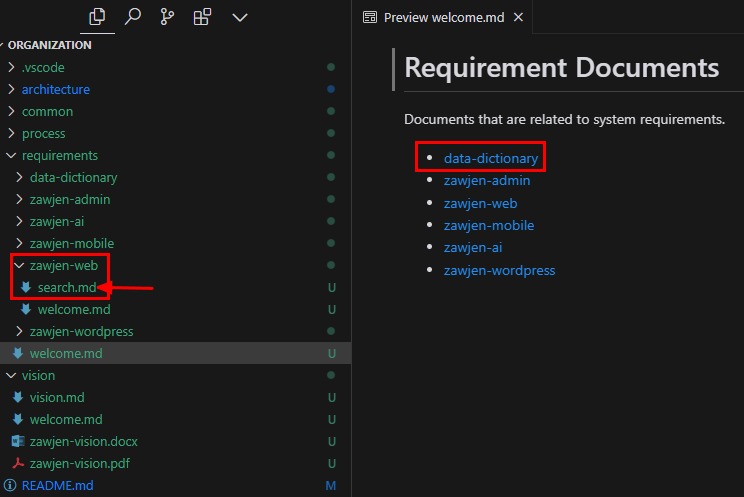 ORGANIZATION
.vscode
architecture
common
process
requirements
data-dictionary
zawjen-admin
zawjen-ai
zawjen-mobile
zawjen-web
search.md U
welcome.md U
zawjen-wordpress
welcome.md U
vision
vision.md U
welcome.md U
zawjen-vision.docx U
zawjen-vision.pdf U
README.md M
Preview welcome.md
Requirement Documents
Documents that are related to system requirements.
data-dictionary
zawjen-admin
zawjen-web
zawjen-mobile
zawjen-ai
zawjen-wordpress